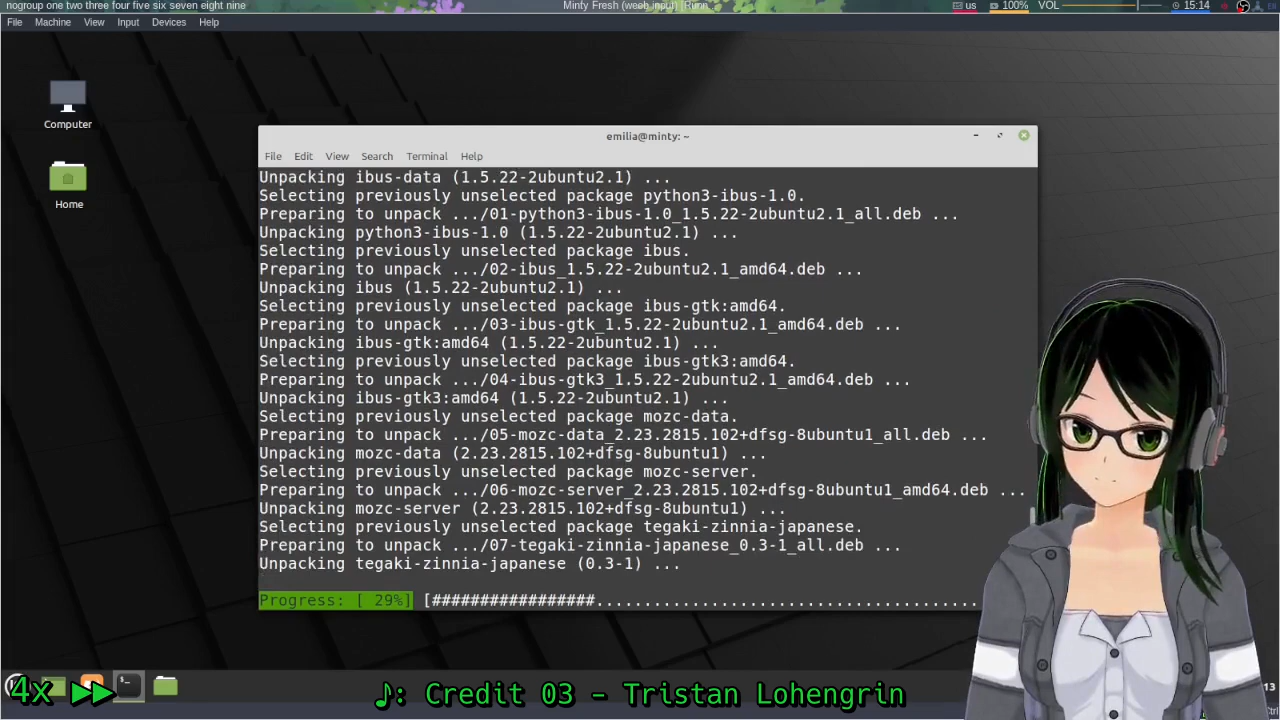 nogroup one two three four five six seven eight nine
Minty Fresh (weeb input) [Runn
us
100%
VOL
15:14
File Machine View Input Devices Help
Computer
Home
emilia@minty: ~
File Edit View Search Terminal Help
Unpacking ibus-data (1.5.22-2ubuntu2.1) ...
Selecting previously unselected package python3-ibus-1.0.
Preparing to unpack .../01-python3-ibus-1.0_1.5.22-2ubuntu2.1_all.deb ...
Unpacking python3-ibus-1.0 (1.5.22-2ubuntu2.1) ...
Selecting previously unselected package ibus.
Preparing to unpack .../02-ibus_1.5.22-2ubuntu2.1_amd64.deb ...
Unpacking ibus (1.5.22-2ubuntu2.1) ...
Selecting previously unselected package ibus-gtk:amd64.
Preparing to unpack .../03-ibus-gtk_1.5.22-2ubuntu2.1_amd64.deb ...
Unpacking ibus-gtk:amd64 (1.5.22-2ubuntu2.1) ...
Selecting previously unselected package ibus-gtk3:amd64.
Preparing to unpack .../04-ibus-gtk3_1.5.22-2ubuntu2.1_amd64.deb ...
Unpacking ibus-gtk3:amd64 (1.5.22-2ubuntu2.1) ...
Selecting previously unselected package mozc-data.
Preparing to unpack .../05-mozc-data_2.23.2815.102+dfsg-8ubuntu1_all.deb ...
Unpacking mozc-data (2.23.2815.102+dfsg-8ubuntu1) ...
Selecting previously unselected package mozc-server.
Preparing to unpack .../06-mozc-server_2.23.2815.102+dfsg-8ubuntu1_amd64.deb ...
Unpacking mozc-server (2.23.2815.102+dfsg-8ubuntu1) ...
Selecting previously unselected package tegaki-zinnia-japanese.
Preparing to unpack .../07-tegaki-zinnia-japanese_0.3-1_all.deb ...
Unpacking tegaki-zinnia-japanese (0.3-1) ...
Progress: [ 29%] [#################........................................
4x
♪: Credit 03 – Tristan Lohengrin
13